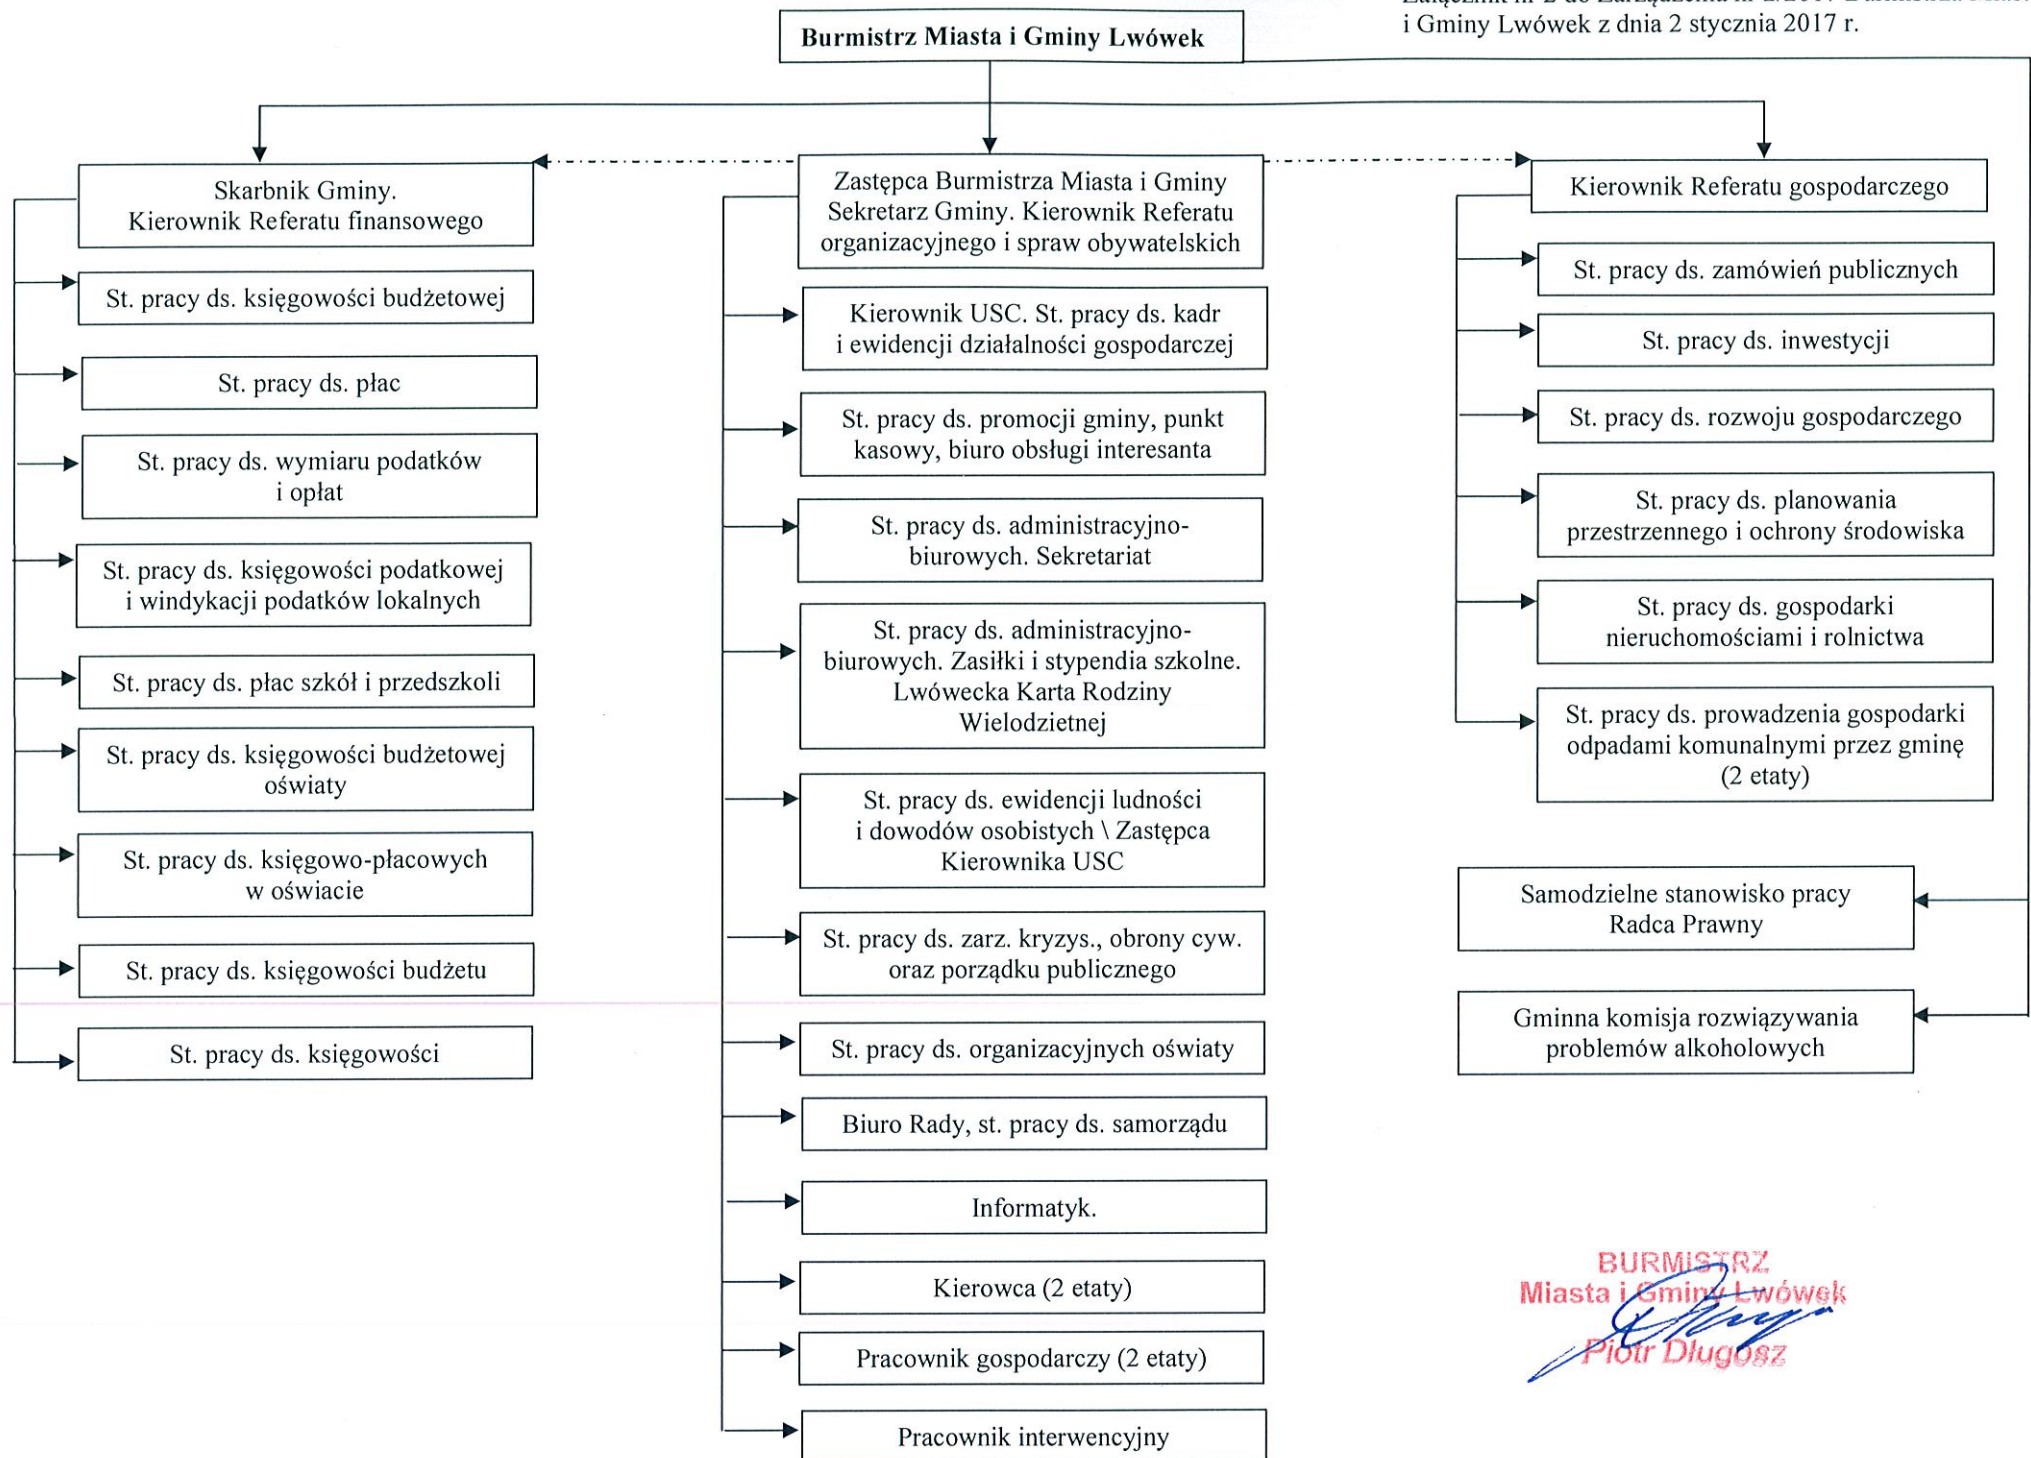 i Gminy Lwówek z dnia 2 stycznia 2017 r.
Burmistrz Miasta i Gminy Lwówek
Skarbnik Gminy.
Kierownik Referatu finansowego
St. pracy ds. księgowości budżetowej
St. pracy ds. płac
St. pracy ds. wymiaru podatków
i opłat
St. pracy ds. księgowości podatkowej
i windykacji podatków lokalnych
St. pracy ds. płac szkół i przedszkoli
St. pracy ds. księgowości budżetowej
oświaty
St. pracy ds. księgowo-płacowych
w oświacie
St. pracy ds. księgowości budżetu
St. pracy ds. księgowości
Zastępca Burmistrza Miasta i Gminy
Sekretarz Gminy. Kierownik Referatu
organizacyjnego i spraw obywatelskich
Kierownik USC. St. pracy ds. kadr
i ewidencji działalności gospodarczej
St. pracy ds. promocji gminy, punkt
kasowy, biuro obsługi interesanta
St. pracy ds. administracyjno-
biurowych. Sekretariat
St. pracy ds. administracyjno-
biurowych. Zasiłki i stypendia szkolne.
Lwówecka Karta Rodziny
Wielodzietnej
St. pracy ds. ewidencji ludności
i dowodów osobistych \ Zastępca
Kierownika USC
St. pracy ds. zarz. kryzys., obrony cyw.
oraz porządku publicznego
St. pracy ds. organizacyjnych oświaty
Biuro Rady, st. pracy ds. samorządu
Informatyk.
Kierowca (2 etaty)
Pracownik gospodarczy (2 etaty)
Pracownik interwencyjny
Kierownik Referatu gospodarczego
St. pracy ds. zamówień publicznych
St. pracy ds. inwestycji
St. pracy ds. rozwoju gospodarczego
St. pracy ds. planowania
przestrzennego i ochrony środowiska
St. pracy ds. gospodarki
nieruchomościami i rolnictwa
St. pracy ds. prowadzenia gospodarki
odpadami komunalnymi przez gminę
(2 etaty)
Samodzielne stanowisko pracy
Radca Prawny
Gminna komisja rozwiązywania
problemów alkoholowych
BURMISTRZ
Miasta i Gminy Lwówek
Piotr Długosz